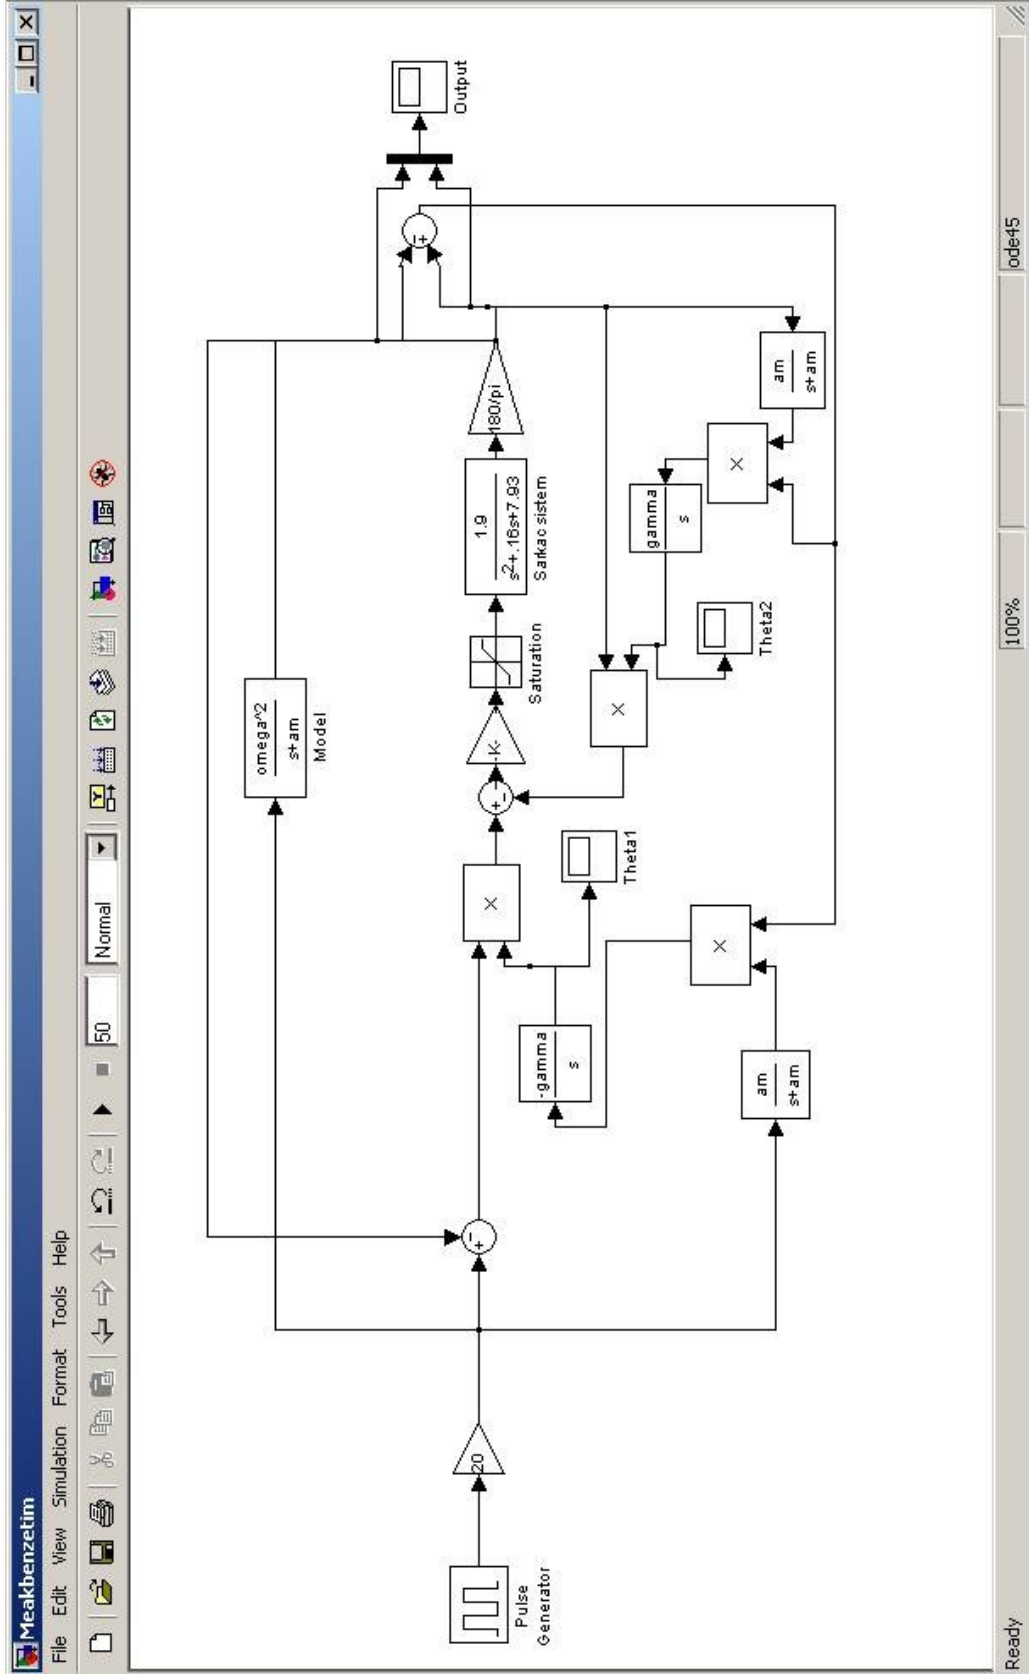 Meakbenzetim
File Edit View Simulation Format Tools Help
50 Normal
omega^2
s+am
Model
Pulse
Generator
20
×
-K-
Saturation
1.9
s2+.16s+7.93
Sarkac sistem
180/pi
Output
-gamma
s
Theta1
×
am
s+am
×
Theta2
gamma
s
×
am
s+am
×
Ready
100%
ode45